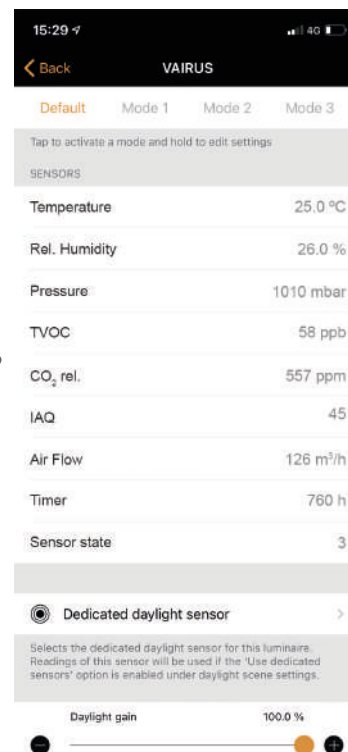 15:29
4G
Back
VAIRUS
Default Mode 1 Mode 2 Mode 3
Tap to activate a mode and hold to edit settings
SENSORS
Temperature 25.0 ºC
Rel. Humidity 26.0 %
Pressure 1010 mbar
TVOC 58 ppb
CO₂ rel. 557 ppm
IAQ 45
Air Flow 126 m³/h
Timer 760 h
Sensor state 3
Dedicated daylight sensor
Selects the dedicated daylight sensor for this luminaire.
Readings of this sensor will be used if the 'Use dedicated
sensors' option is enabled under daylight scene settings.
Daylight gain 100.0 %